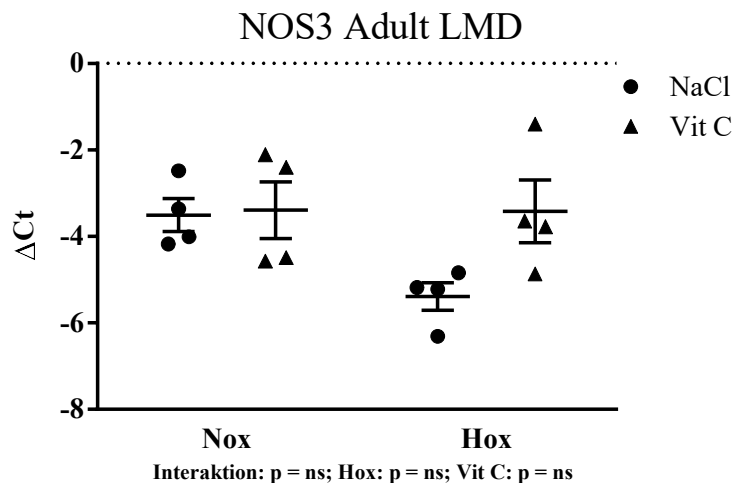 NOS3 Adult LMD
0
-2
-4
-6
-8
ΔCt
NaCl
Vit C
Nox Hox
Interaktion: p = ns; Hox: p = ns; Vit C: p = ns